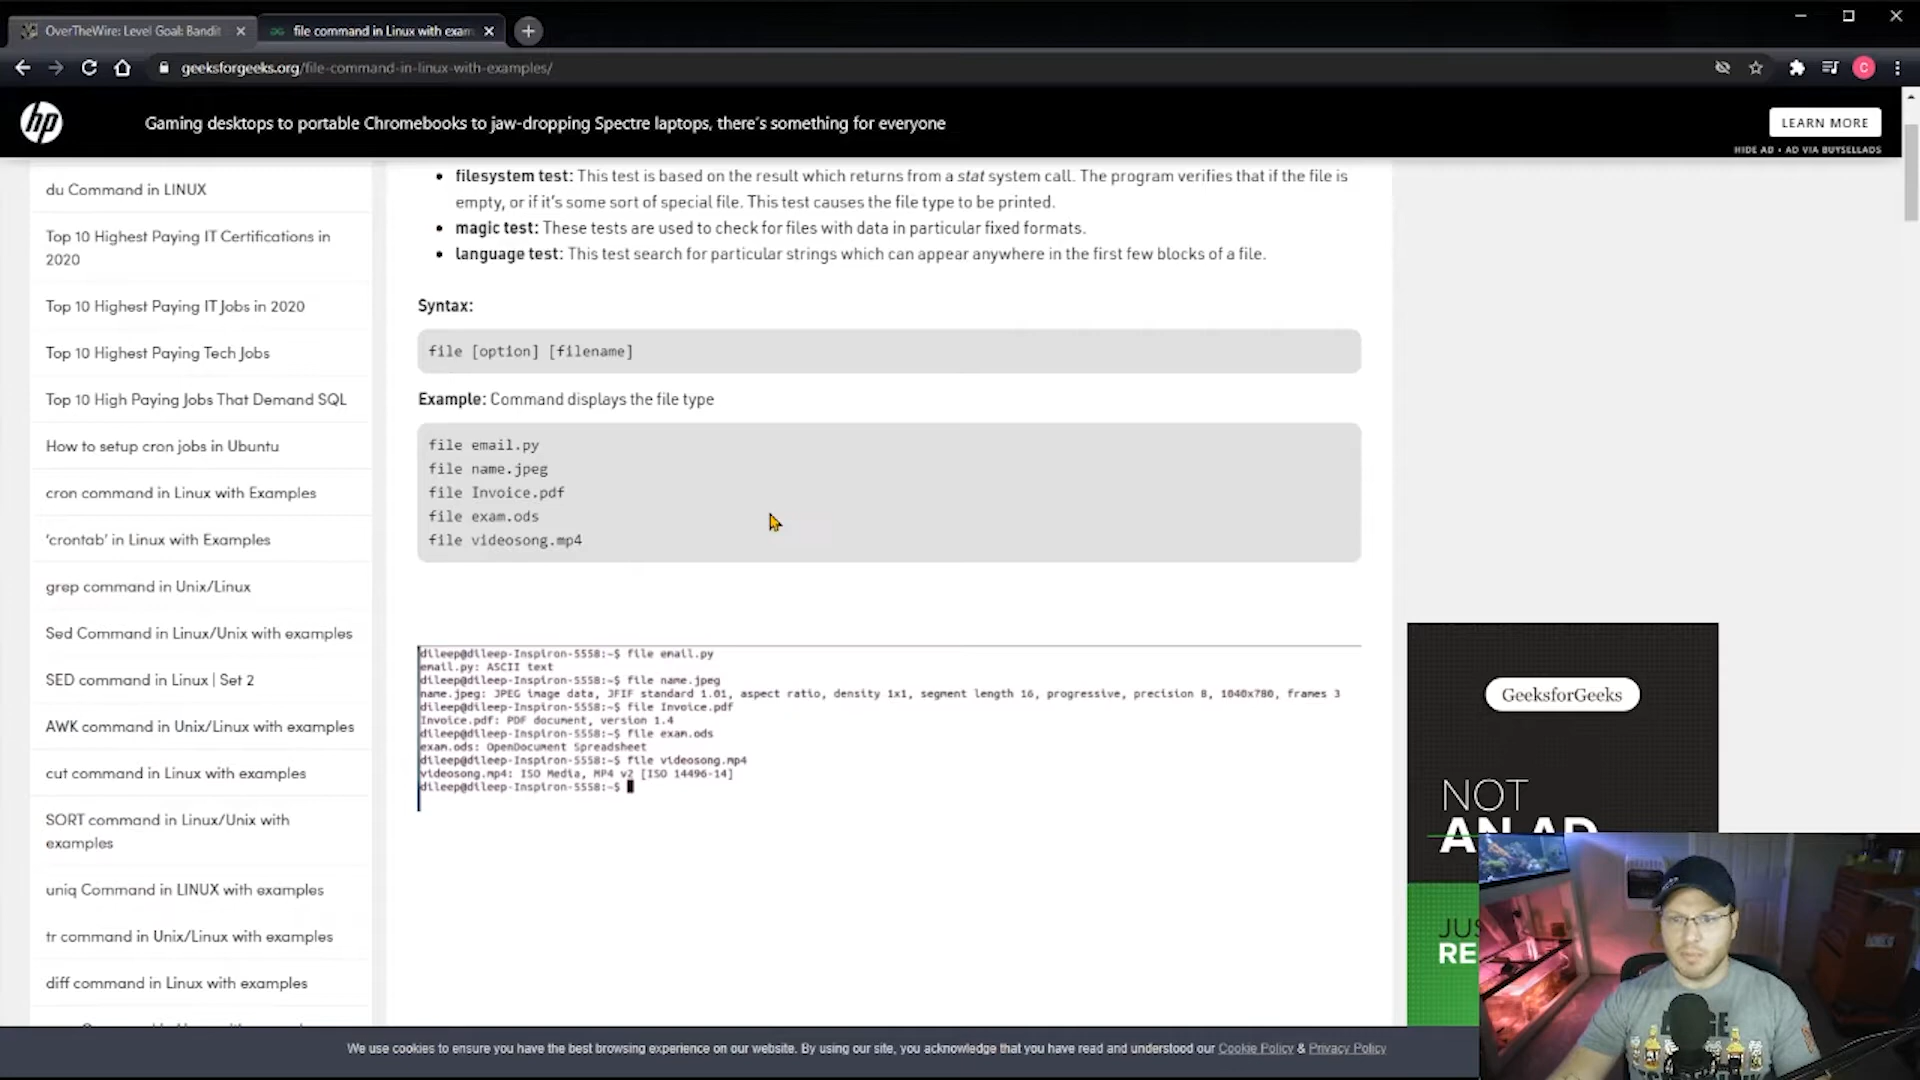 OverTheWire: Level Goal: Bandit
file command in Linux with exam
geeksforgeeks.org/file-command-in-linux-with-examples/
C
hp
Gaming desktops to portable Chromebooks to jaw-dropping Spectre laptops, there's something for everyone
LEARN MORE
HIDE AD • AD VIA BUYSELLADS
du Command in LINUX
Top 10 Highest Paying IT Certifications in
2020
Top 10 Highest Paying IT Jobs in 2020
Top 10 Highest Paying Tech Jobs
Top 10 High Paying Jobs That Demand SQL
How to setup cron jobs in Ubuntu
cron command in Linux with Examples
'crontab' in Linux with Examples
grep command in Unix/Linux
Sed Command in Linux/Unix with examples
SED command in Linux | Set 2
AWK command in Unix/Linux with examples
cut command in Linux with examples
SORT command in Linux/Unix with
examples
uniq Command in LINUX with examples
tr command in Unix/Linux with examples
diff command in Linux with examples
• filesystem test: This test is based on the result which returns from a stat system call. The program verifies that if the file is
empty, or if it's some sort of special file. This test causes the file type to be printed.
• magic test: These tests are used to check for files with data in particular fixed formats.
• language test: This test search for particular strings which can appear anywhere in the first few blocks of a file.
Syntax:
file [option] [filename]
Example: Command displays the file type
file email.py
file name.jpeg
file Invoice.pdf
file exam.ods
file videosong.mp4
dileep@dileep-Inspiron-5558:~$ file email.py
email.py: ASCII text
dileep@dileep-Inspiron-5558:~$ file name.jpeg
name.jpeg: JPEG image data, JFIF standard 1.01, aspect ratio, density 1x1, segment length 16, progressive, precision 8, 1040x780, frames 3
dileep@dileep-Inspiron-5558:~$ file Invoice.pdf
Invoice.pdf: PDF document, version 1.4
dileep@dileep-Inspiron-5558:~$ file exam.ods
exam.ods: OpenDocument Spreadsheet
dileep@dileep-Inspiron-5558:~$ file videosong.mp4
videosong.mp4: ISO Media, MP4 v2 [ISO 14496-14]
dileep@dileep-Inspiron-5558:~$
GeeksforGeeks
NOT
AN AD
JUS
RE
We use cookies to ensure you have the best browsing experience on our website. By using our site, you acknowledge that you have read and understood our Cookie Policy & Privacy Policy